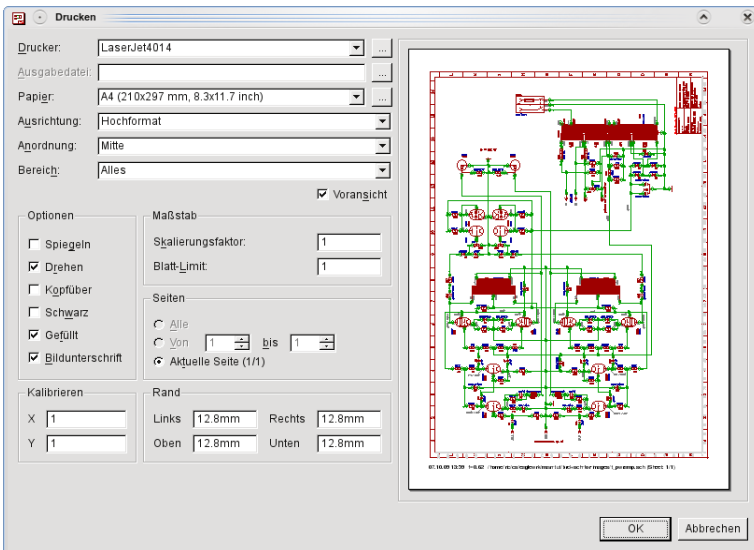 Drucken
Drucker: LaserJet4014 ...
Ausgabedatei: ...
Papier: A4 (210x297 mm, 8.3x11.7 inch) ...
Ausrichtung: Hochformat
Anordnung: Mitte
Bereich: Alles
Voransicht
Optionen
Spiegeln
Drehen
Kopfüber
Schwarz
Gefüllt
Bildunterschrift
Maßstab
Skalierungsfaktor: 1
Blatt-Limit: 1
Seiten
Alle
Von 1 bis 1
Aktuelle Seite (1/1)
Kalibrieren
X 1
Y 1
Rand
Links 12.8mm Rechts 12.8mm
Oben 12.8mm Unten 12.8mm
(Sheet: 1/1)
OK Abbrechen